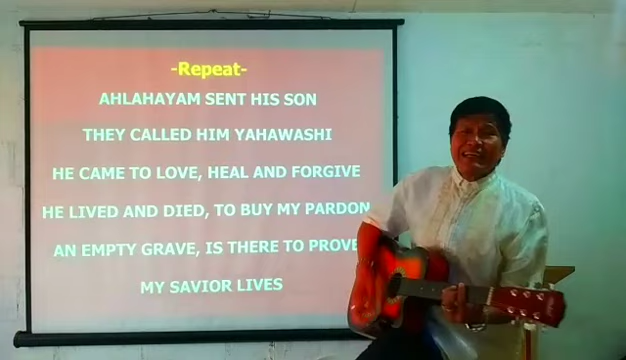 -Repeat-
AHLAHAYAM SENT HIS SON
THEY CALLED HIM YAHAWASHI
HE CAME TO LOVE, HEAL AND FORGIVE
HE LIVED AND DIED, TO BUY MY PARDON
AN EMPTY GRAVE, IS THERE TO PROVE
MY SAVIOR LIVES